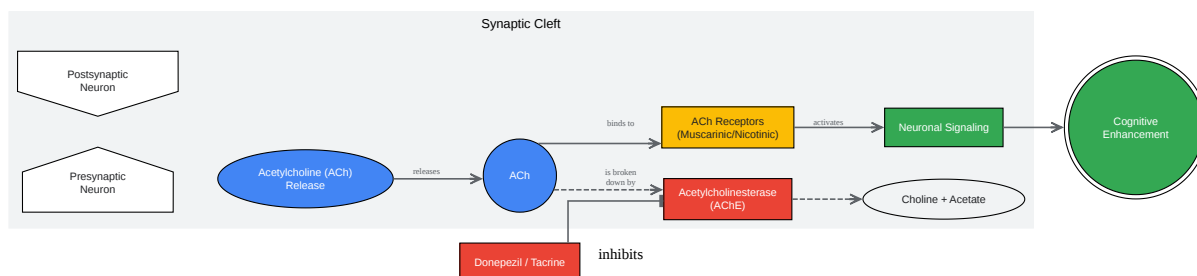 Synaptic Cleft
Postsynaptic
Neuron
Presynaptic
Neuron
Acetylcholine (ACh)
Release
releases
ACh
binds to
is broken
down by
ACh Receptors
(Muscarinic/Nicotinic)
activates
Neuronal Signaling
Cognitive
Enhancement
Acetylcholinesterase
(AChE)
Choline + Acetate
Donepezil / Tacrine
inhibits